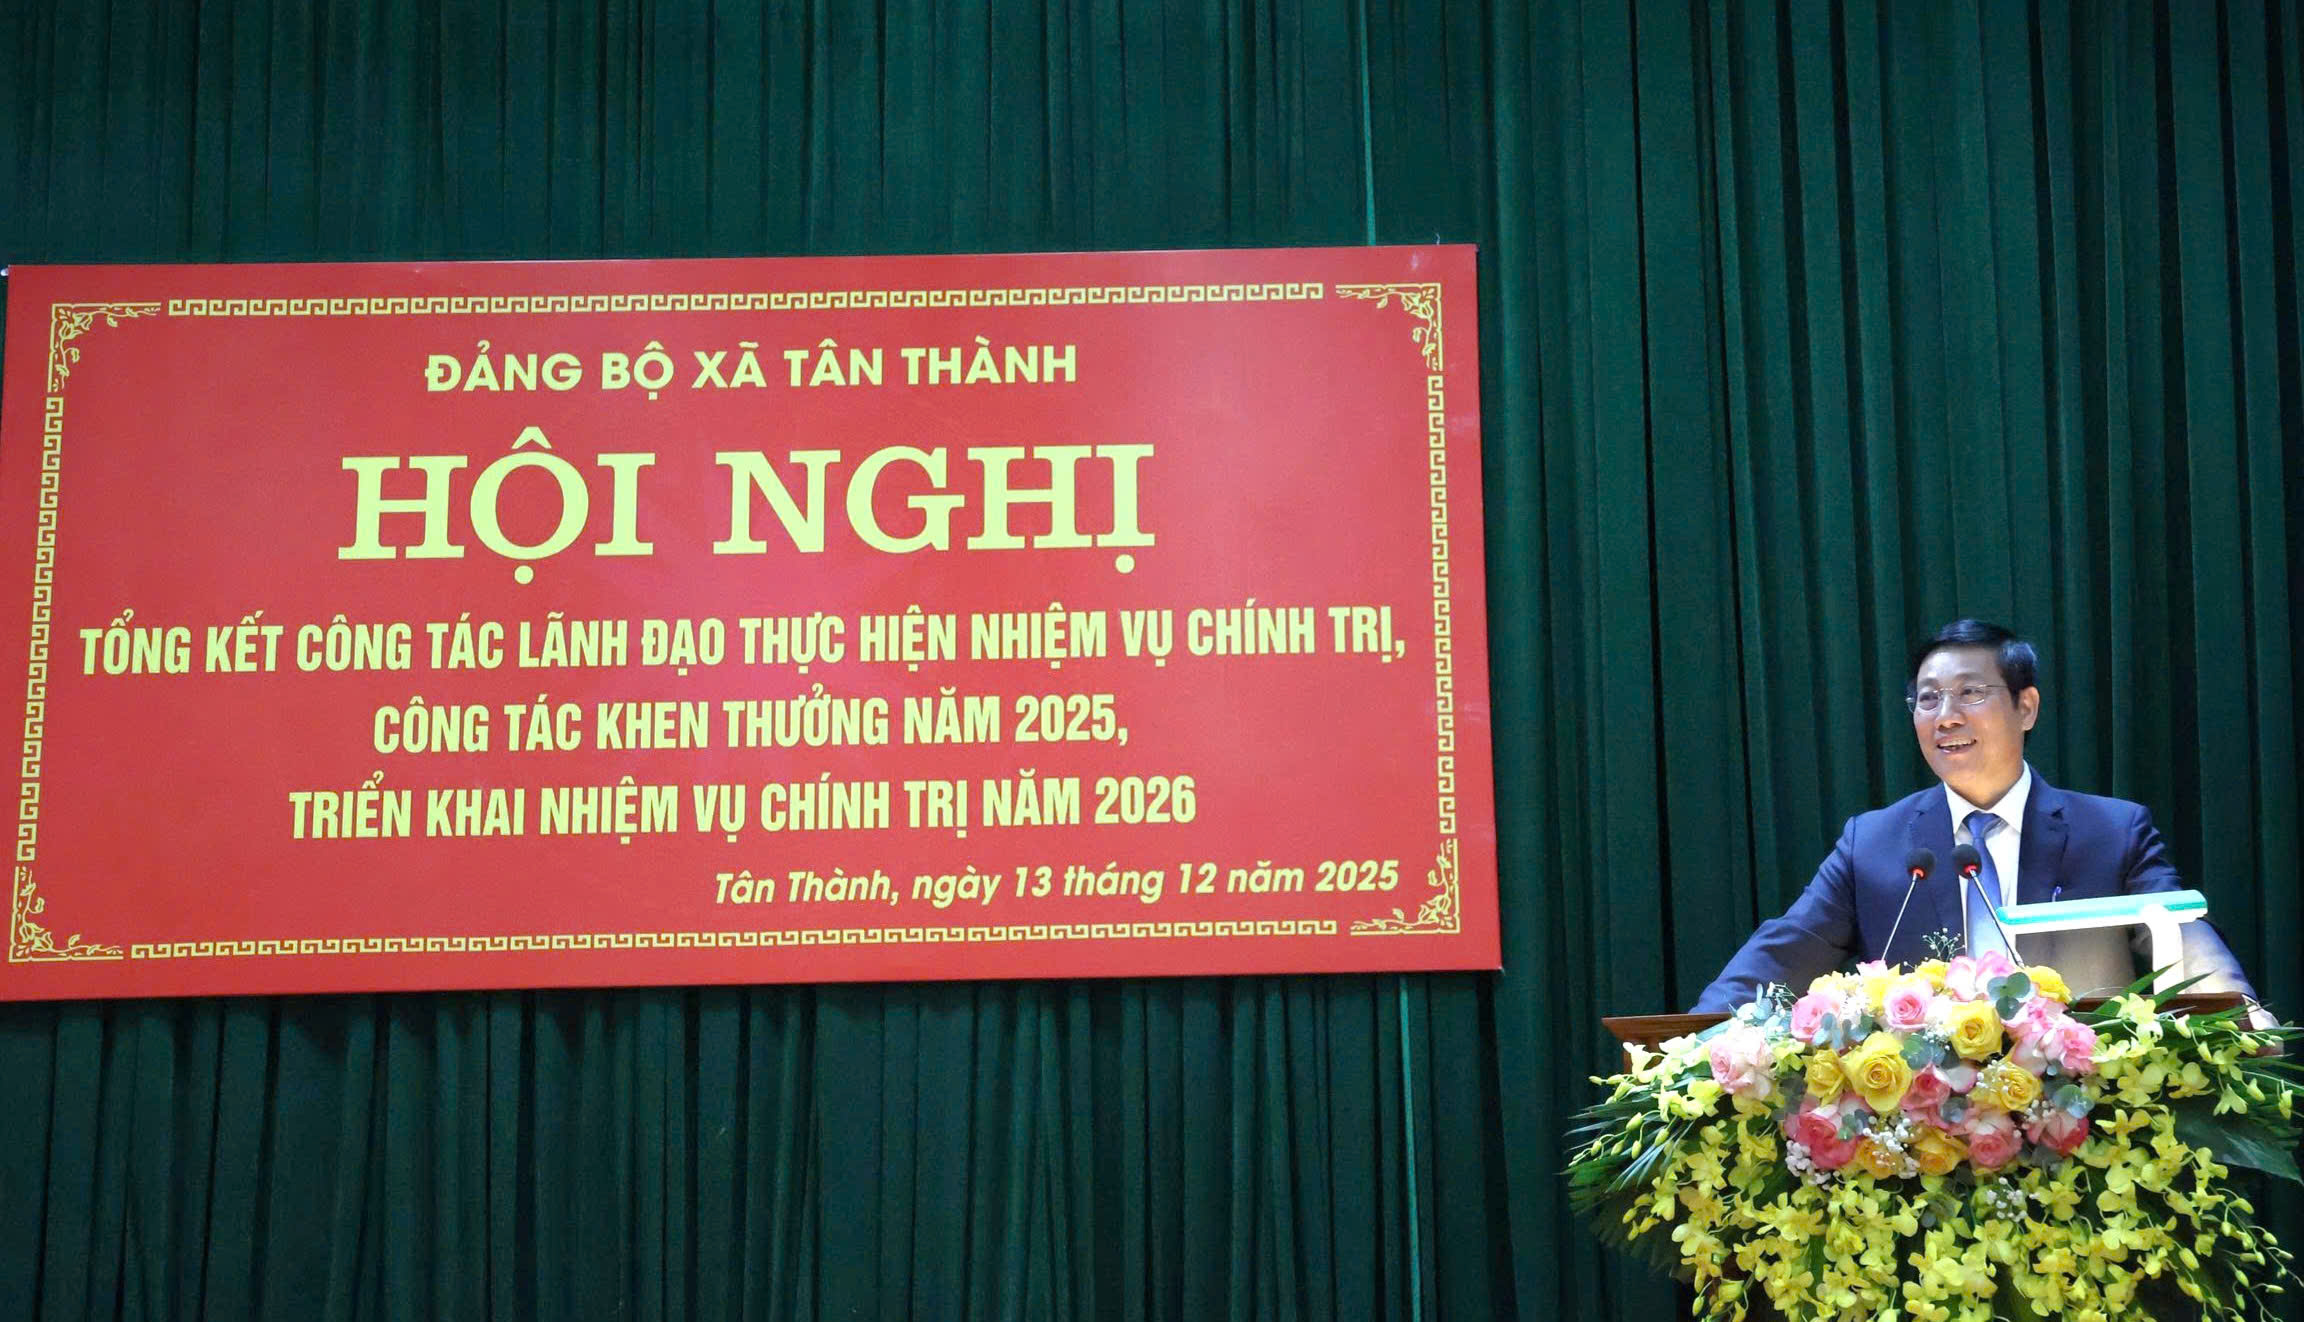 ĐẢNG BỘ XÃ TÂN THÀNH
HỘI NGHỊ
TỔNG KẾT CÔNG TÁC LÃNH ĐẠO THỰC HIỆN NHIỆM VỤ CHÍNH TRỊ,
CÔNG TÁC KHEN THƯỞNG NĂM 2025,
TRIỂN KHAI NHIỆM VỤ CHÍNH TRỊ NĂM 2026
Tân Thành, ngày 13 tháng 12 năm 2025